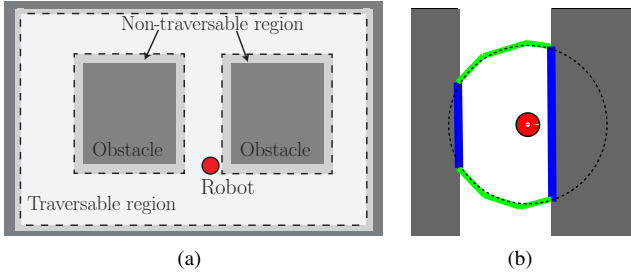 Non-traversable region
Obstacle
Obstacle
Robot
Traversable region
(a)
(b)